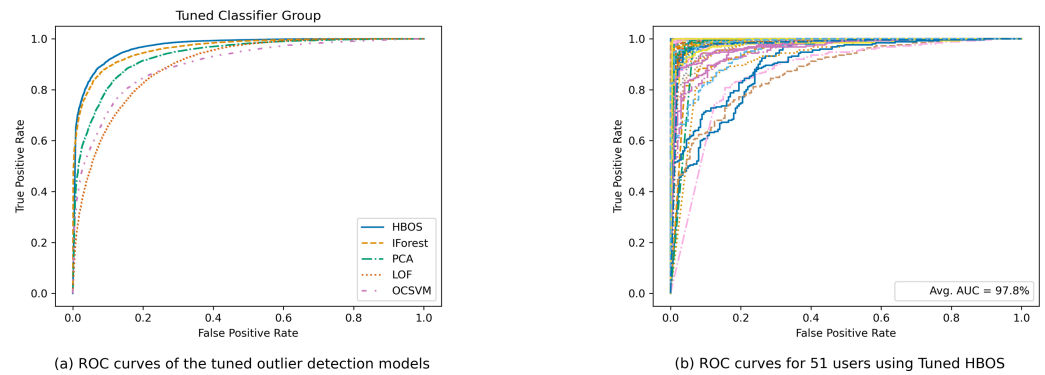 Tuned Classifier Group
True Positive Rate
1.0
0.8
0.6
0.4
0.2
0.0
HBOS
IForest
PCA
LOF
OCSVM
0.0 0.2 0.4 0.6 0.8 1.0
False Positive Rate
(a) ROC curves of the tuned outlier detection models
True Positive Rate
1.0
0.8
0.6
0.4
0.2
0.0
Avg. AUC = 97.8%
0.0 0.2 0.4 0.6 0.8 1.0
False Positive Rate
(b) ROC curves for 51 users using Tuned HBOS